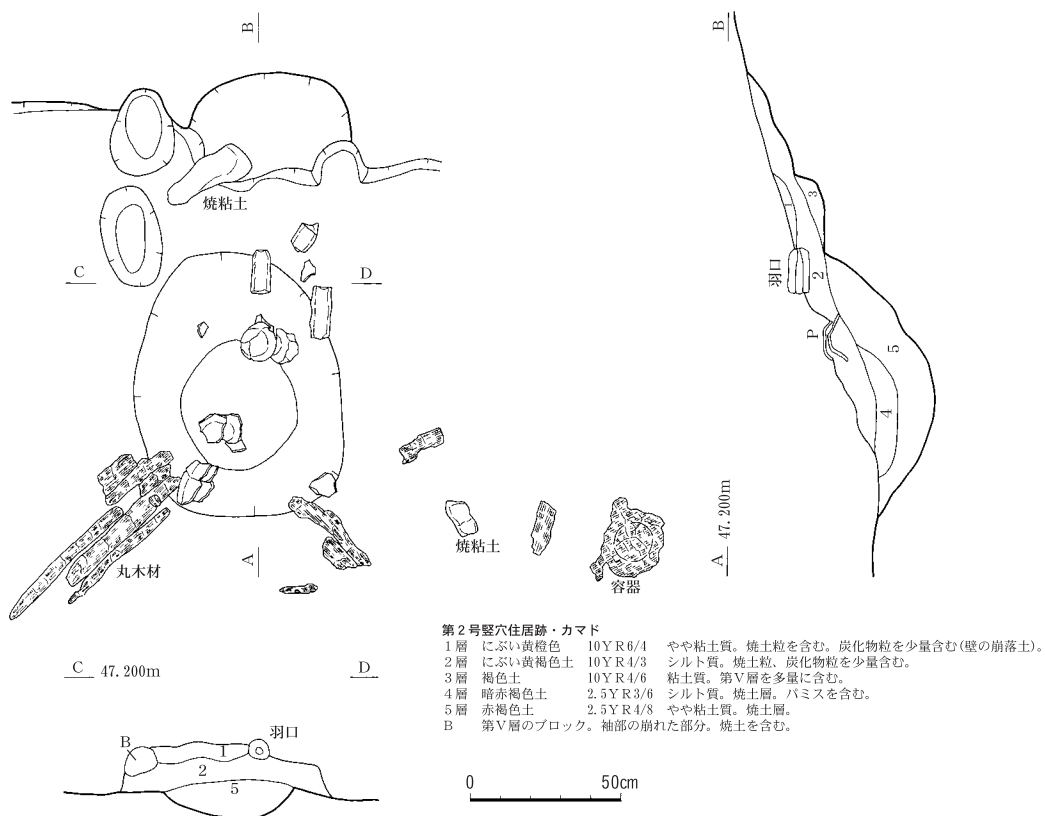 B
B
焼粘土
C
D
3
1
2
羽口
P
5
4
焼粘土
容器
丸木材
A
A
47.200m
第2号竪穴住居跡・カマド
1層 にぶい黄橙色 10YR6/4 やや粘土質。焼土粒を含む。炭化物粒を少量含む(壁の崩落土)。
2層 にぶい黄褐色土 10YR4/3 シルト質。焼土粒、炭化物粒を少量含む。
3層 褐色土 10YR4/6 粘土質。第Ⅴ層を多量に含む。
4層 暗赤褐色土 2.5YR3/6 シルト質。焼土層。パミスを含む。
5層 赤褐色土 2.5YR4/8 やや粘土質。焼土層。
B 第Ⅴ層のブロック。袖部の崩れた部分。焼土を含む。
C 47.200m
D
B
羽口
1
2
5
0
50cm